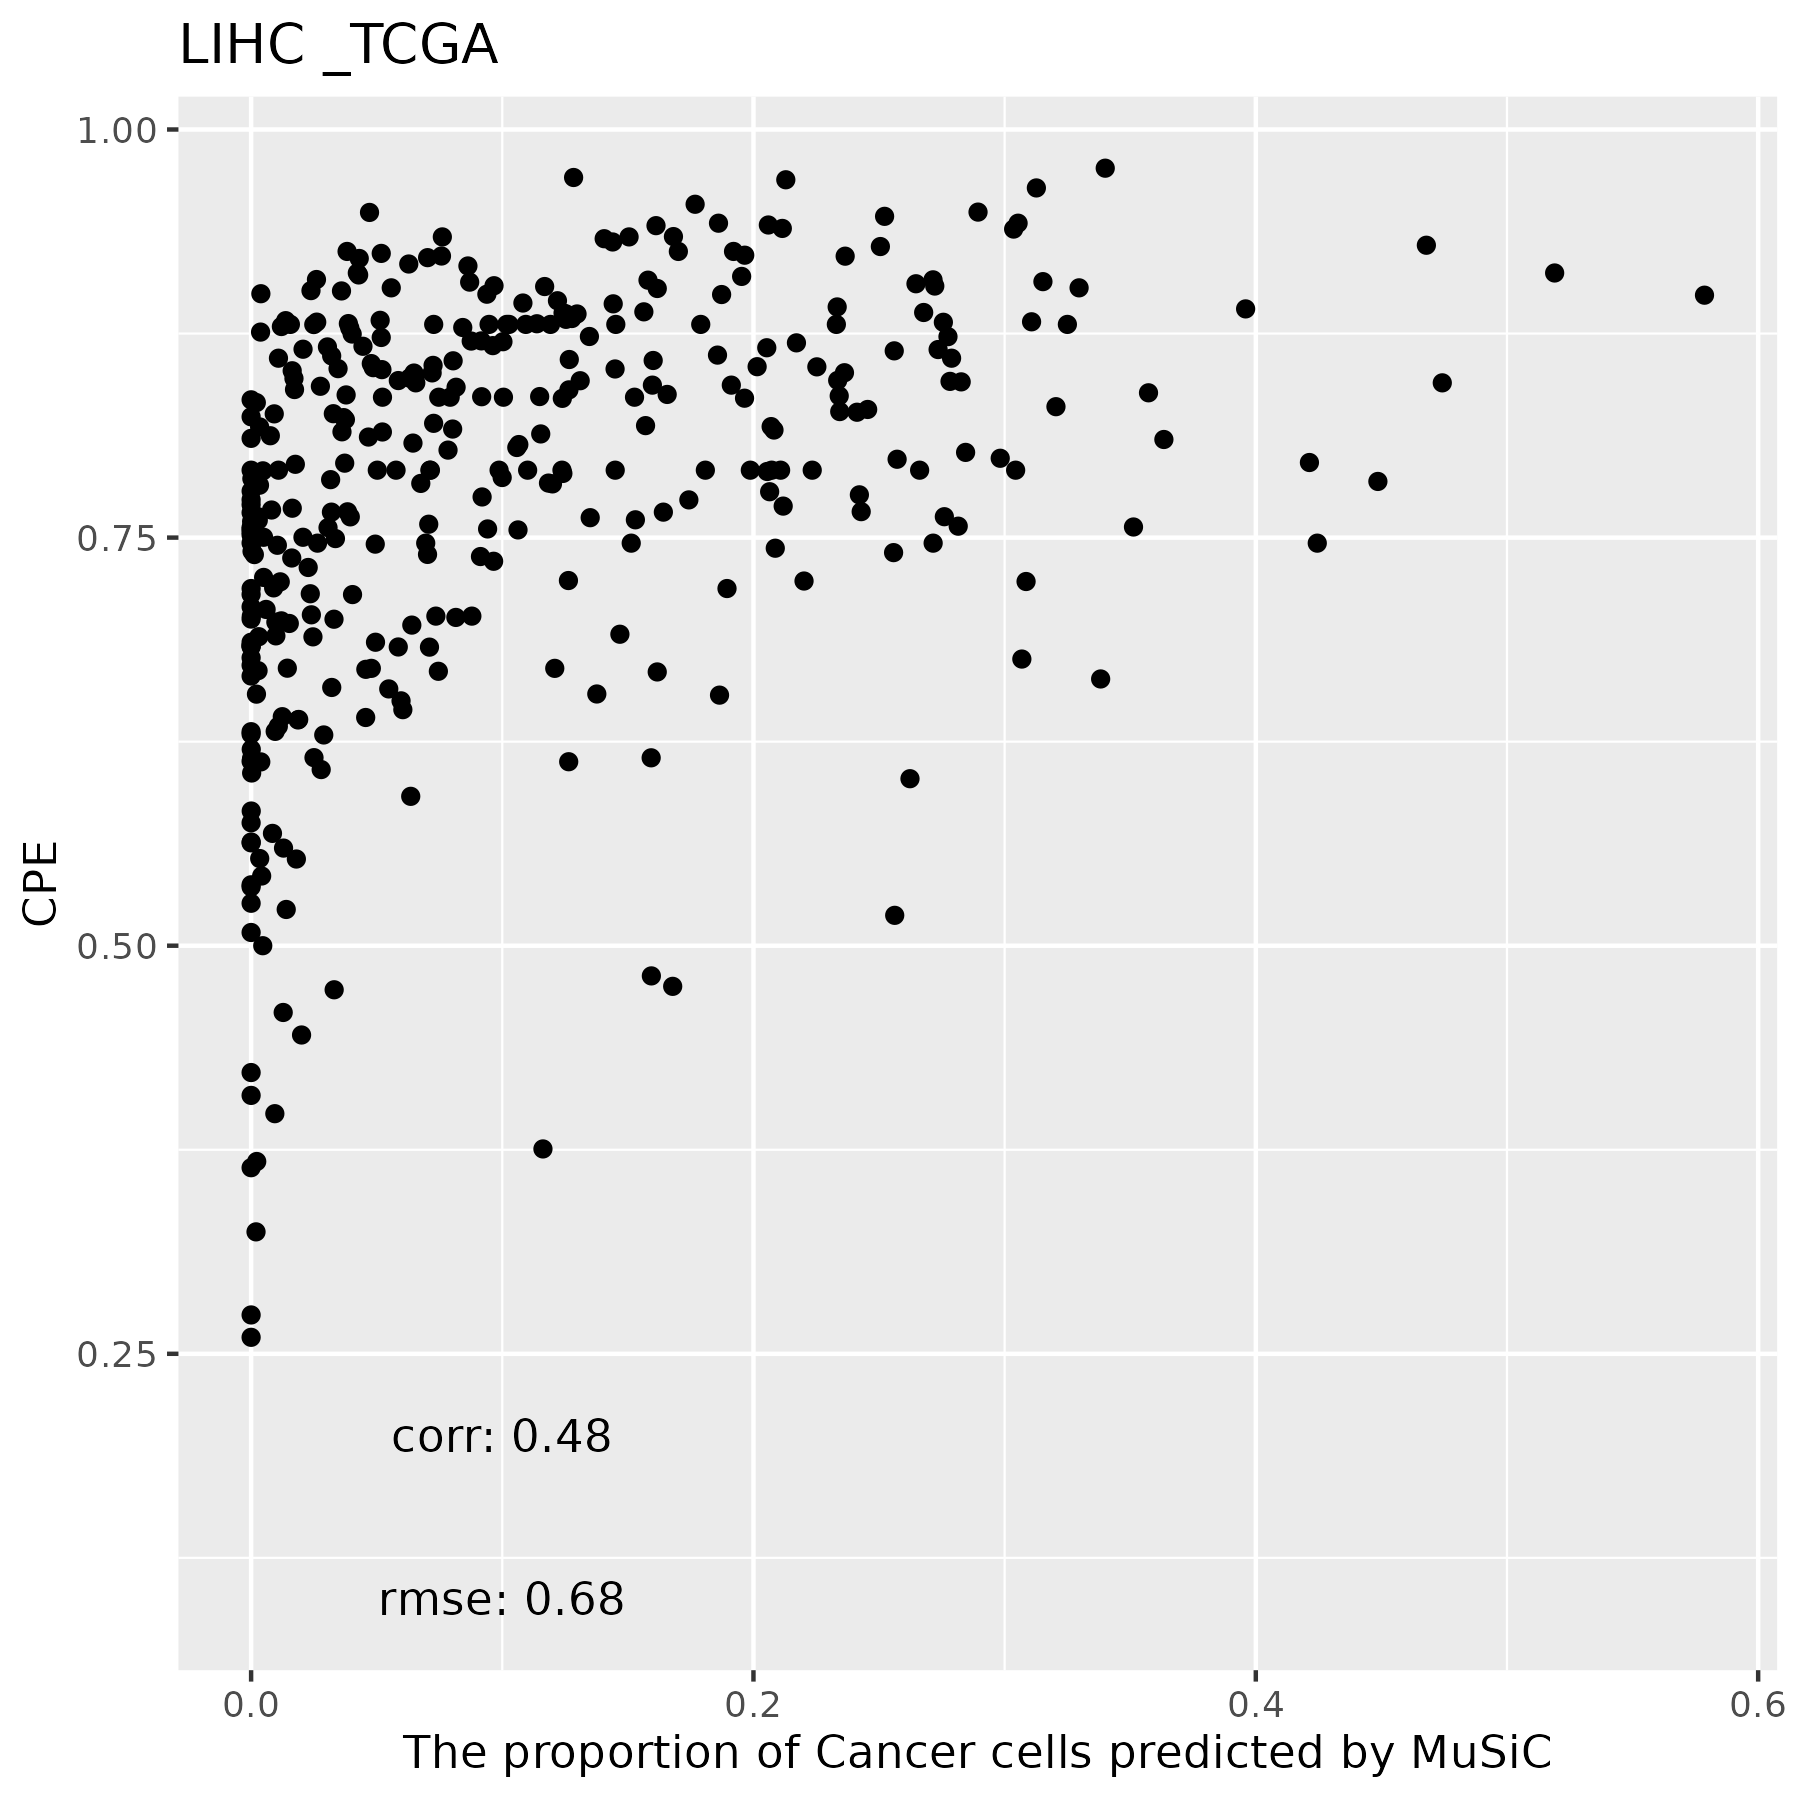 LIHC _TCGA
1.00
0.75
0.50
0.25
CPE
corr: 0.48
rmse: 0.68
0.0 0.2 0.4 0.6
The proportion of Cancer cells predicted by MuSiC